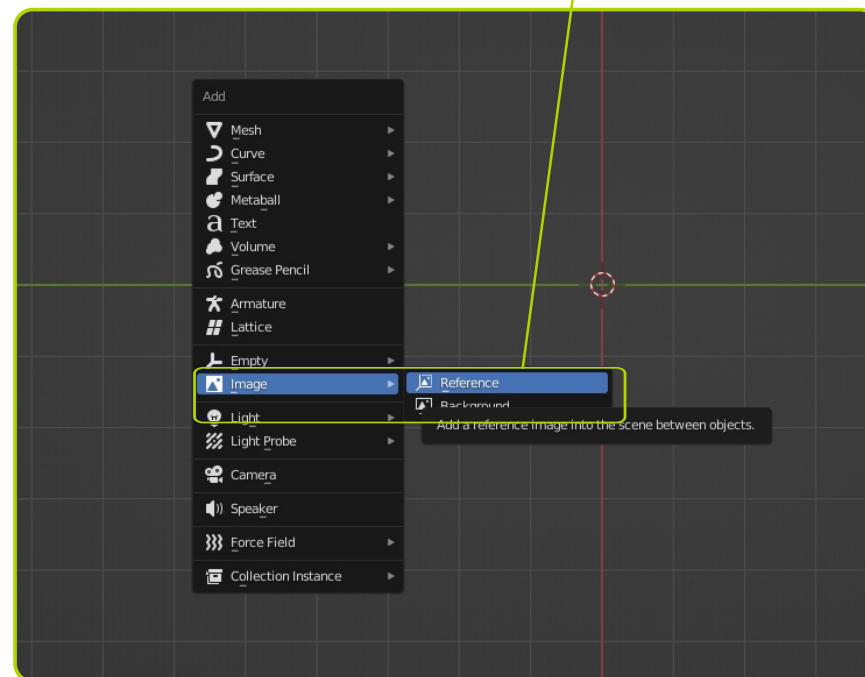 Add
Mesh
Curve
Surface
Metaball
Text
Volume
Grease Pencil
Armature
Lattice
Empty
Image
Reference
Background
Light
Add a reference image into the scene between objects.
Light Probe
Camera
Speaker
Force Field
Collection Instance